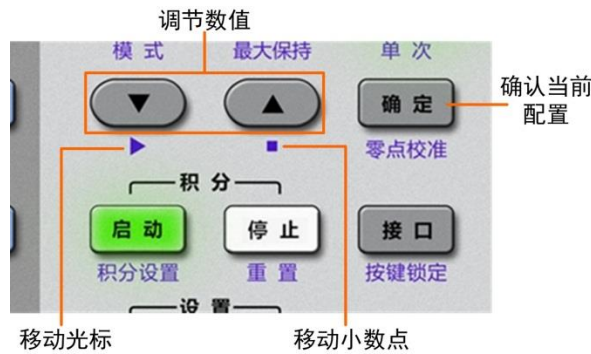 调节数值
模式 最大保持 单次
▼ ▲ 确定
确认当前
配置
▶ ■ 零点校准
积分
启动 停止 接口
积分设置 重置 按键锁定
设置
移动光标 移动小数点